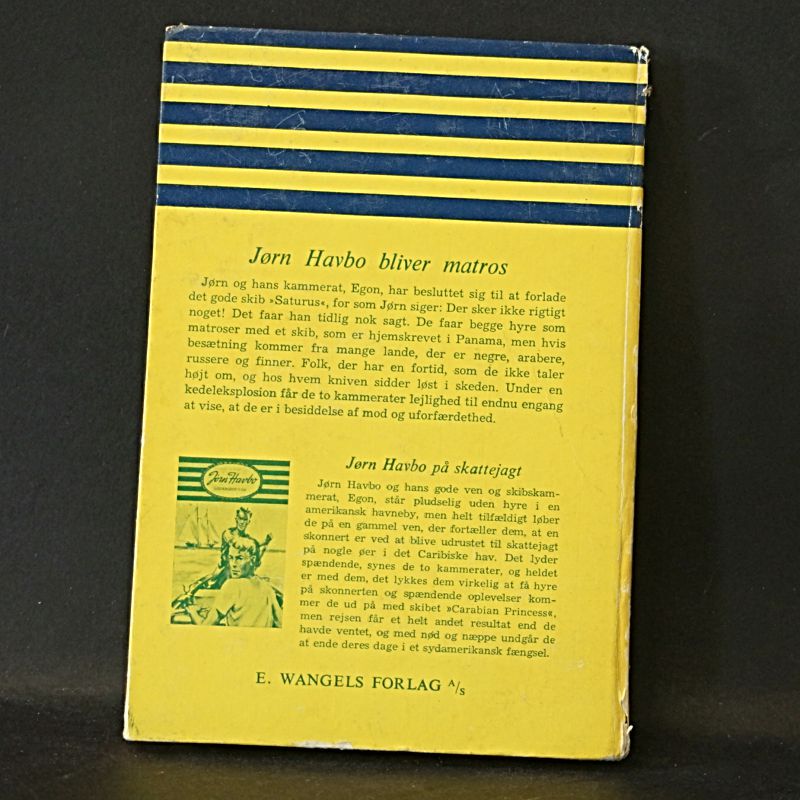 Jørn Havbo bliver matros
Jørn og hans kammerat, Egon, har besluttet sig til at forlade
det gode skib »Saturus«, for som Jørn siger: Der sker ikke rigtigt
noget! Det faar han tidlig nok sagt. De faar begge hyre som
matroser med et skib, som er hjemskrevet i Panama, men hvis
besætning kommer fra mange lande, der er negre, arabere,
russere og finner. Folk, der har en fortid, som de ikke taler
højt om, og hos hvem kniven sidder løst i skeden. Under en
kedeleksplosion får de to kammerater lejlighed til endnu engang
at vise, at de er i besiddelse af mod og uforfærdethed.
Jørn Havbo på skattejagt
Jørn Havbo og hans gode ven og skibskam-
merat, Egon, står pludselig uden hyre i en
amerikansk havneby, men helt tilfældigt løber
de på en gammel ven, der fortæller dem, at en
skonnert er ved at blive udrustet til skattejagt
på nogle øer i det Caribiske hav. Det lyder
spændende, synes de to kammerater, og heldet
er med dem, det lykkes dem virkelig at få hyre
på skonnerten og spændende oplevelser kom-
mer de ud på med skibet »Carabian Princess«,
men rejsen får et helt andet resultat end de
havde ventet, og med nød og næppe undgår de
at ende deres dage i et sydamerikansk fængsel.
Jørn Havbo
E. WANGELS FORLAG A/S